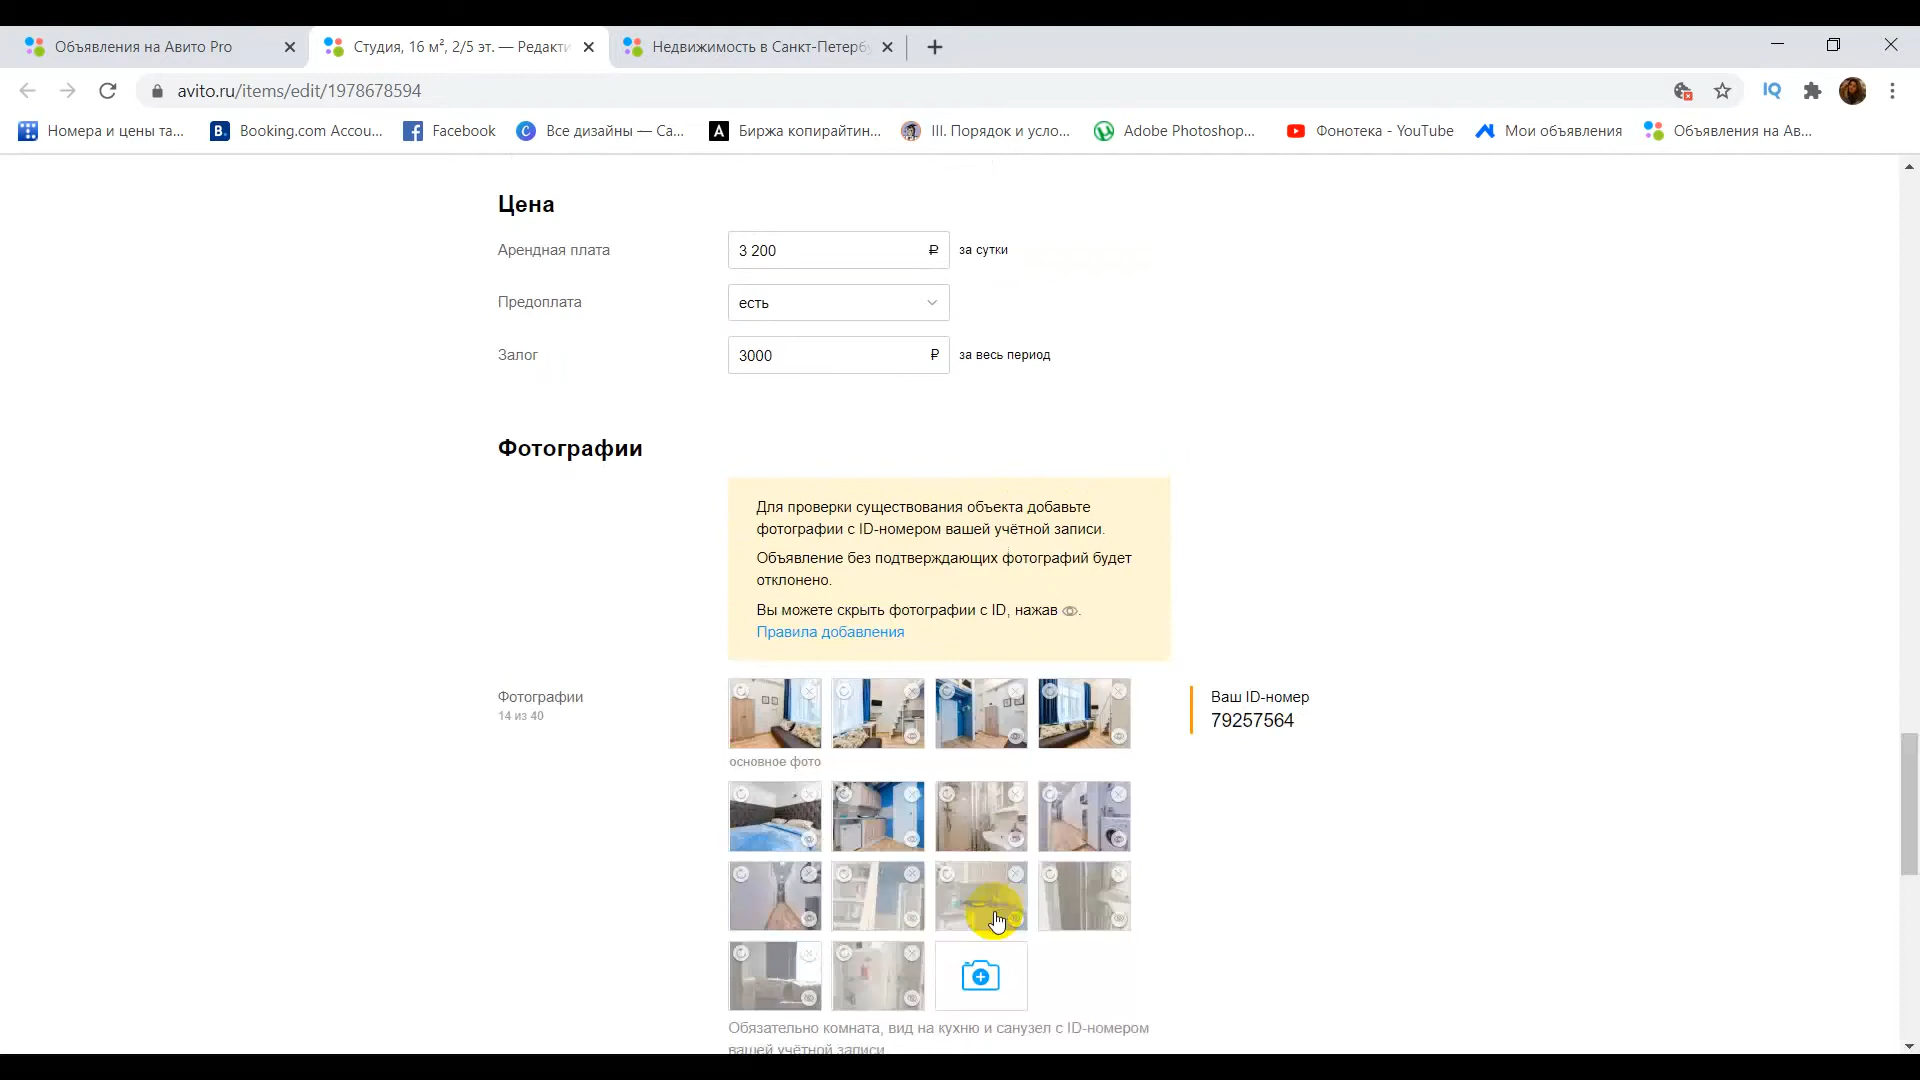 Объявления на Авито Pro
Студия, 16 м², 2/5 эт. — Редакти
Недвижимость в Санкт-Петербу
avito.ru/items/edit/1978678594
Номера и цены та...
Booking.com Accou...
Facebook
Все дизайны — Ca...
Биржа копирайтин...
III. Порядок и усло...
Adobe Photoshop...
Фонотека - YouTube
Мои объявления
Объявления на Ав...
Цена
Арендная плата
3 200
₽
за сутки
Предоплата
есть
Залог
3000
₽
за весь период
Фотографии
Для проверки существования объекта добавьте
фотографии с ID-номером вашей учётной записи.
Объявление без подтверждающих фотографий будет
отклонено.
Вы можете скрыть фотографии с ID, нажав .
Правила добавления
Фотографии
14 из 40
основное фото
Ваш ID-номер
79257564
Обязательно комната, вид на кухню и санузел с ID-номером
вашей учётной записи